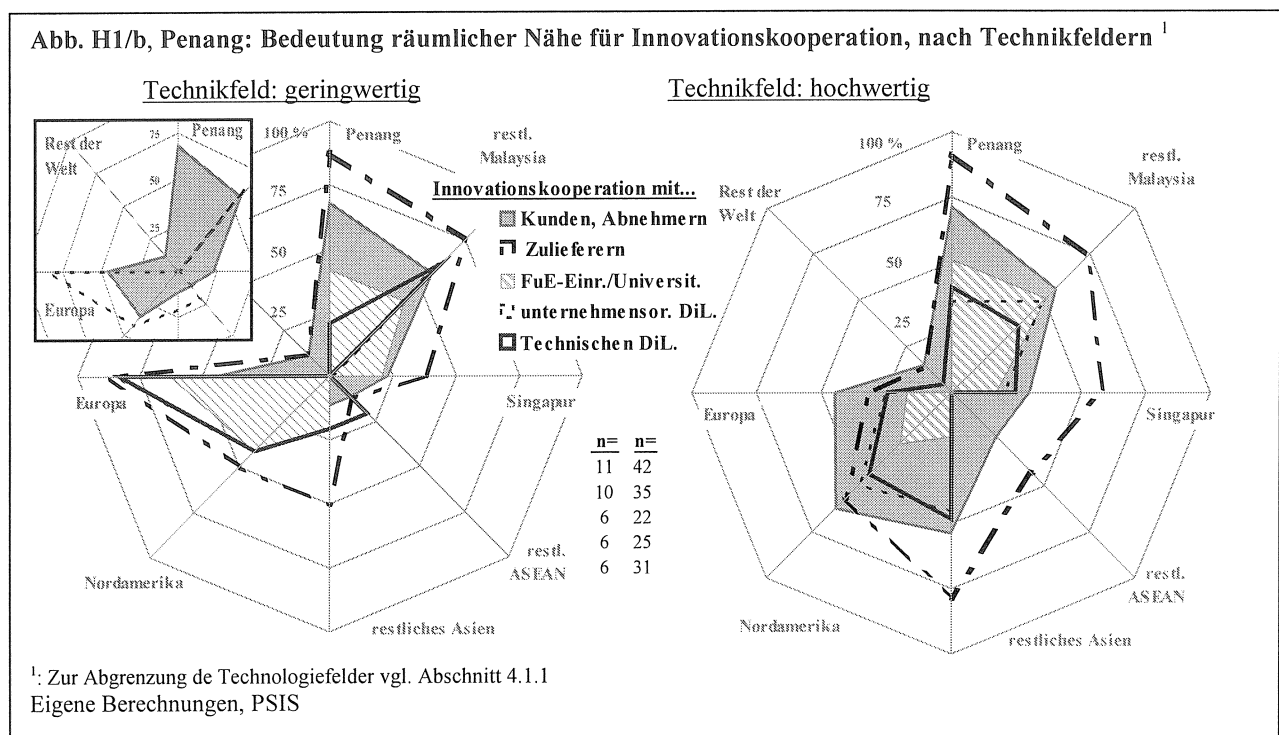 Abb. H1/b, Penang: Bedeutung räumlicher Nähe für Innovationskooperation, nach Technikfeldern 1
Technikfeld: geringwertig
Technikfeld: hochwertig
Penang
75
Rest der
Welt
50
25
Europa
100 %
Penang
restl.
Malaysia
75
50
25
Singapur
restl.
ASEAN
restliches Asien
Nordamerika
Europa
Innovationskooperation mit...
Kunden, Abnehmern
Zulieferern
FuE-Einr./Universit.
unternehmensor. DiL.
Technischen DiL.
n= n=
11 42
10 35
6 22
6 25
6 31
100 %
Penang
restl.
Malaysia
Rest der
Welt
75
50
25
Europa
Singapur
Nordamerika
restl.
ASEAN
restliches Asien
1: Zur Abgrenzung de Technologiefelder vgl. Abschnitt 4.1.1
Eigene Berechnungen, PSIS